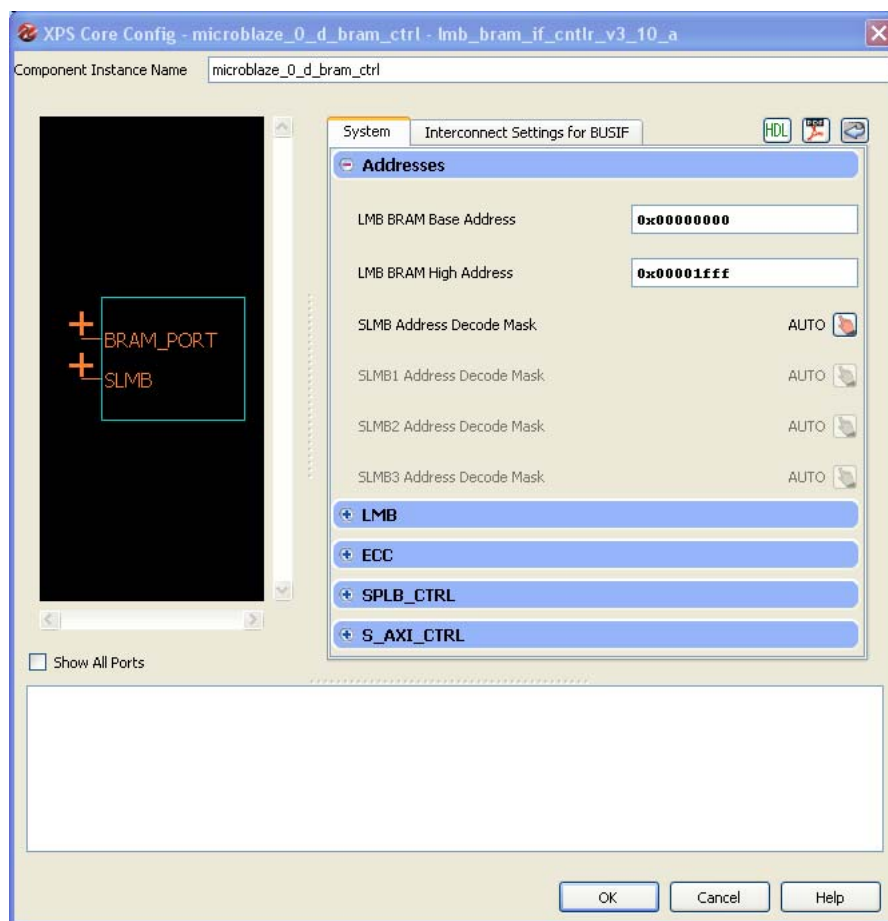 XPS Core Config - microblaze_0_d_bram_ctrl - lmb_bram_if_cntlr_v3_10_a
Component Instance Name microblaze_0_d_bram_ctrl
System Interconnect Settings for BUSIF HDL PDF
Addresses
LMB BRAM Base Address 0x00000000
LMB BRAM High Address 0x00001fff
SLMB Address Decode Mask AUTO
SLMB1 Address Decode Mask AUTO
SLMB2 Address Decode Mask AUTO
SLMB3 Address Decode Mask AUTO
BRAM_PORT
SLMB
LMB
ECC
SPLB_CTRL
S_AXI_CTRL
Show All Ports
OK Cancel Help